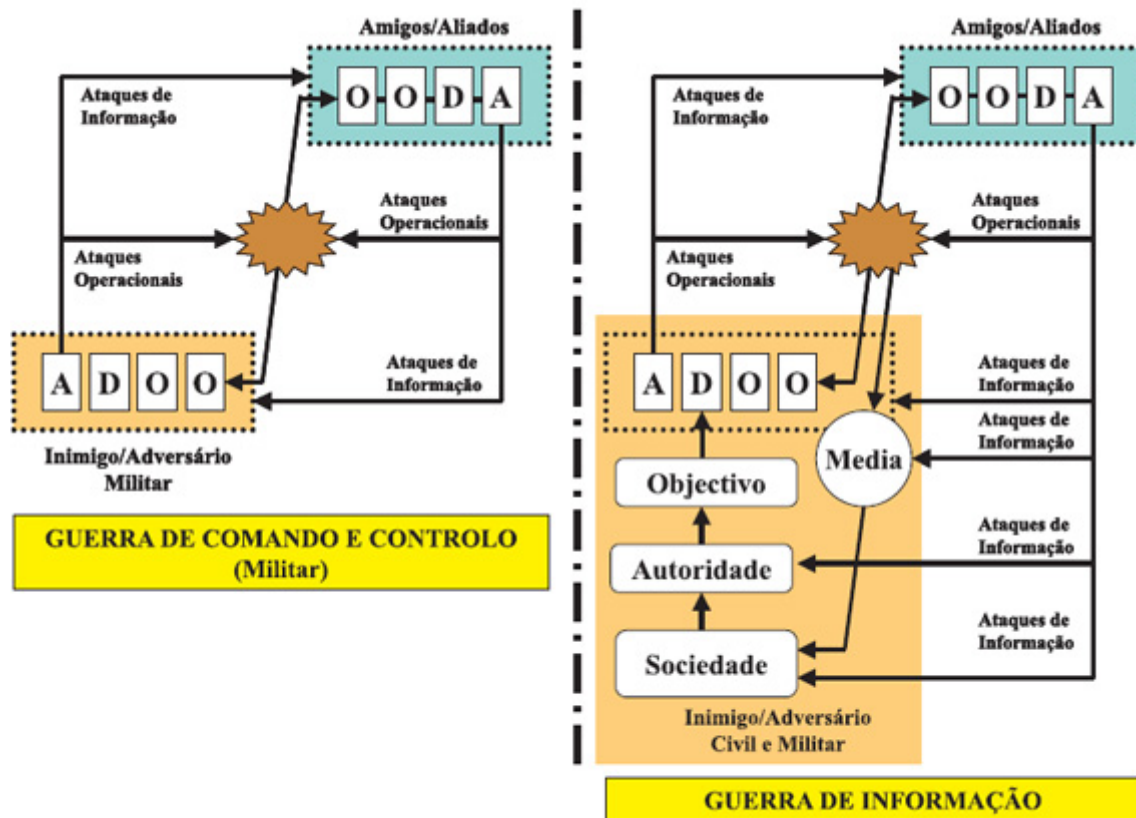 Amigos/Aliados
O O D A
Ataques de
Informação
Ataques
Operacionais
Ataques
Operacionais
A D O O
Ataques de
Informação
Inimigo/Adversário
Militar
GUERRA DE COMANDO E CONTROLO
(Militar)
Amigos/Aliados
O O D A
Ataques de
Informação
Ataques
Operacionais
Ataques
Operacionais
A D O O
Ataques de
Informação
Ataques de
Informação
Media
Objectivo
Ataques de
Informação
Autoridade
Ataques de
Informação
Sociedade
Inimigo/Adversário
Civil e Militar
GUERRA DE INFORMAÇÃO